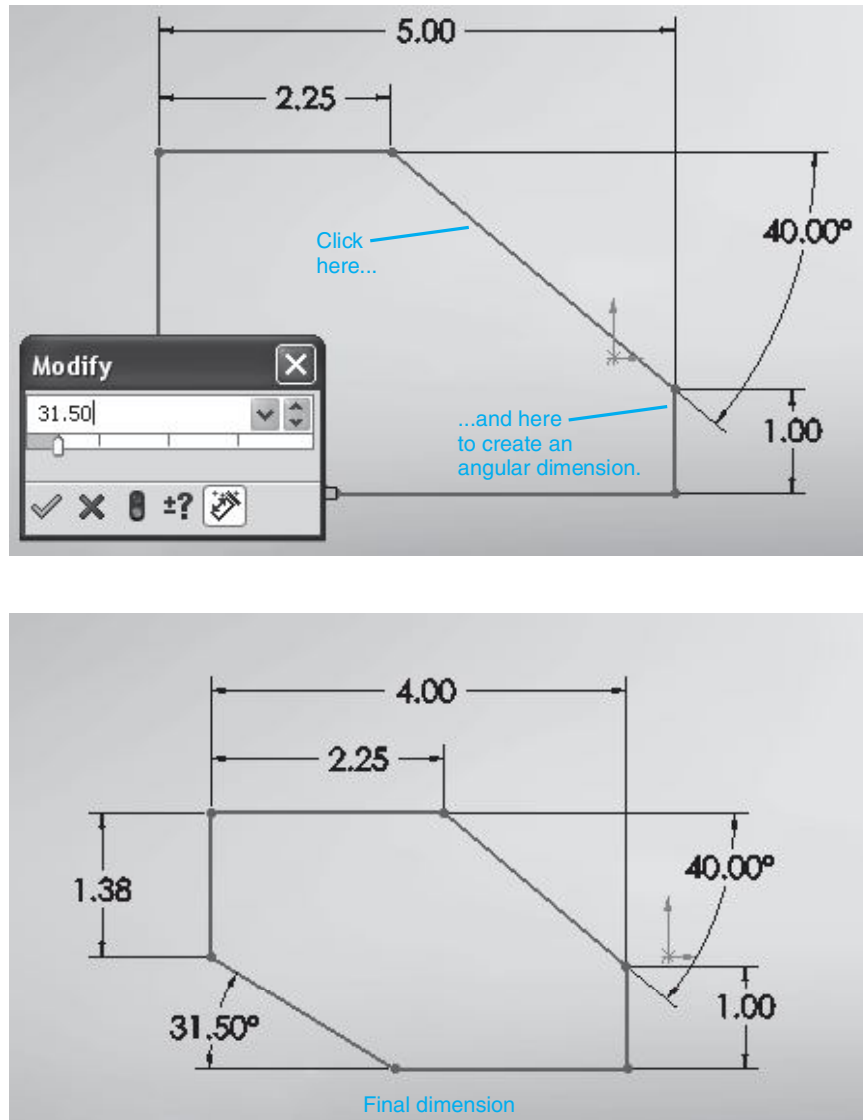 5.00
2.25
40.00°
Click
here...
Modify
31.50
...and here
to create an
angular dimension.
1.00
±?
4.00
2.25
1.38
40.00°
31.50°
1.00
Final dimension